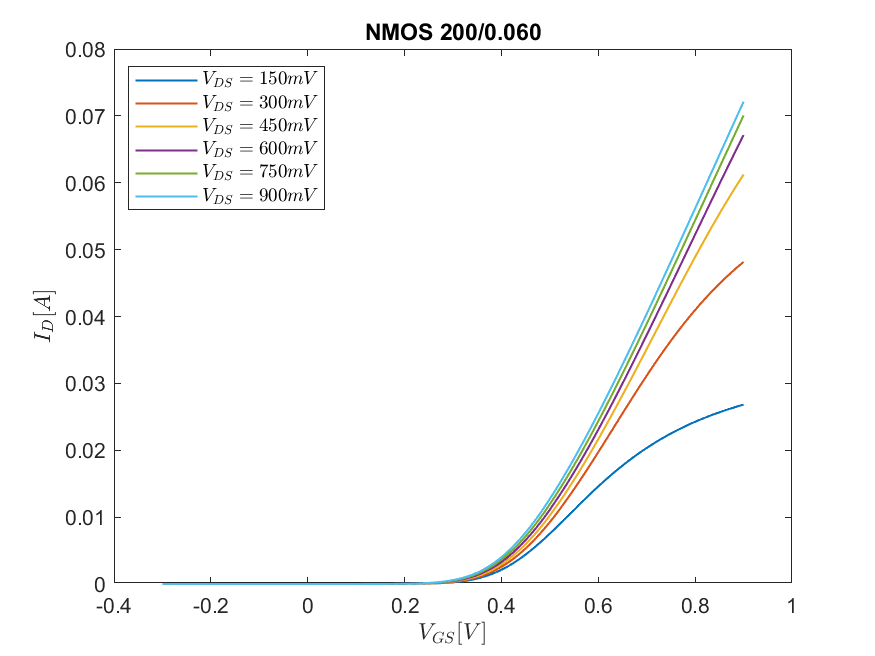 NMOS 200/0.060
0.08
0.07
0.06
0.05
0.04
0.03
0.02
0.01
0
I_D[A]
V_DS = 150mV
V_DS = 300mV
V_DS = 450mV
V_DS = 600mV
V_DS = 750mV
V_DS = 900mV
-0.4 -0.2 0 0.2 0.4 0.6 0.8 1
V_GS[V]